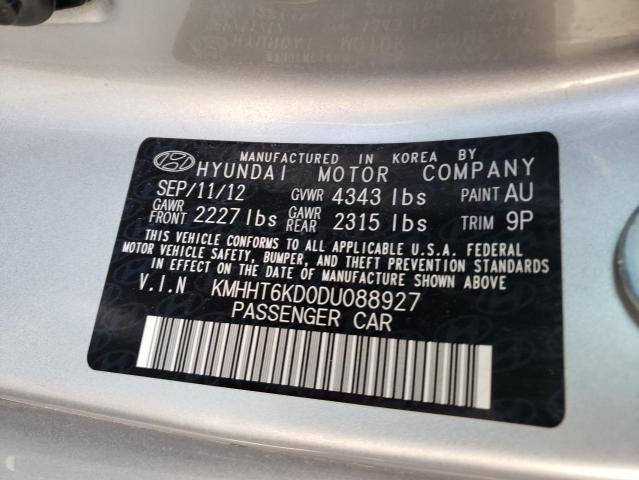 MANUFACTURED IN KOREA BY
HYUNDAI MOTOR COMPANY
SEP/11/12 GVWR 4343 lbs PAINT AU
GAWR FRONT 2227 lbs GAWR REAR 2315 lbs TRIM 9P
THIS VEHICLE CONFORMS TO ALL APPLICABLE U.S.A. FEDERAL
MOTOR VEHICLE SAFETY, BUMPER, AND THEFT PREVENTION STANDARDS
IN EFFECT ON THE DATE OF MANUFACTURE SHOWN ABOVE
V.I.N KMHHT6KD0DU088927
PASSENGER CAR